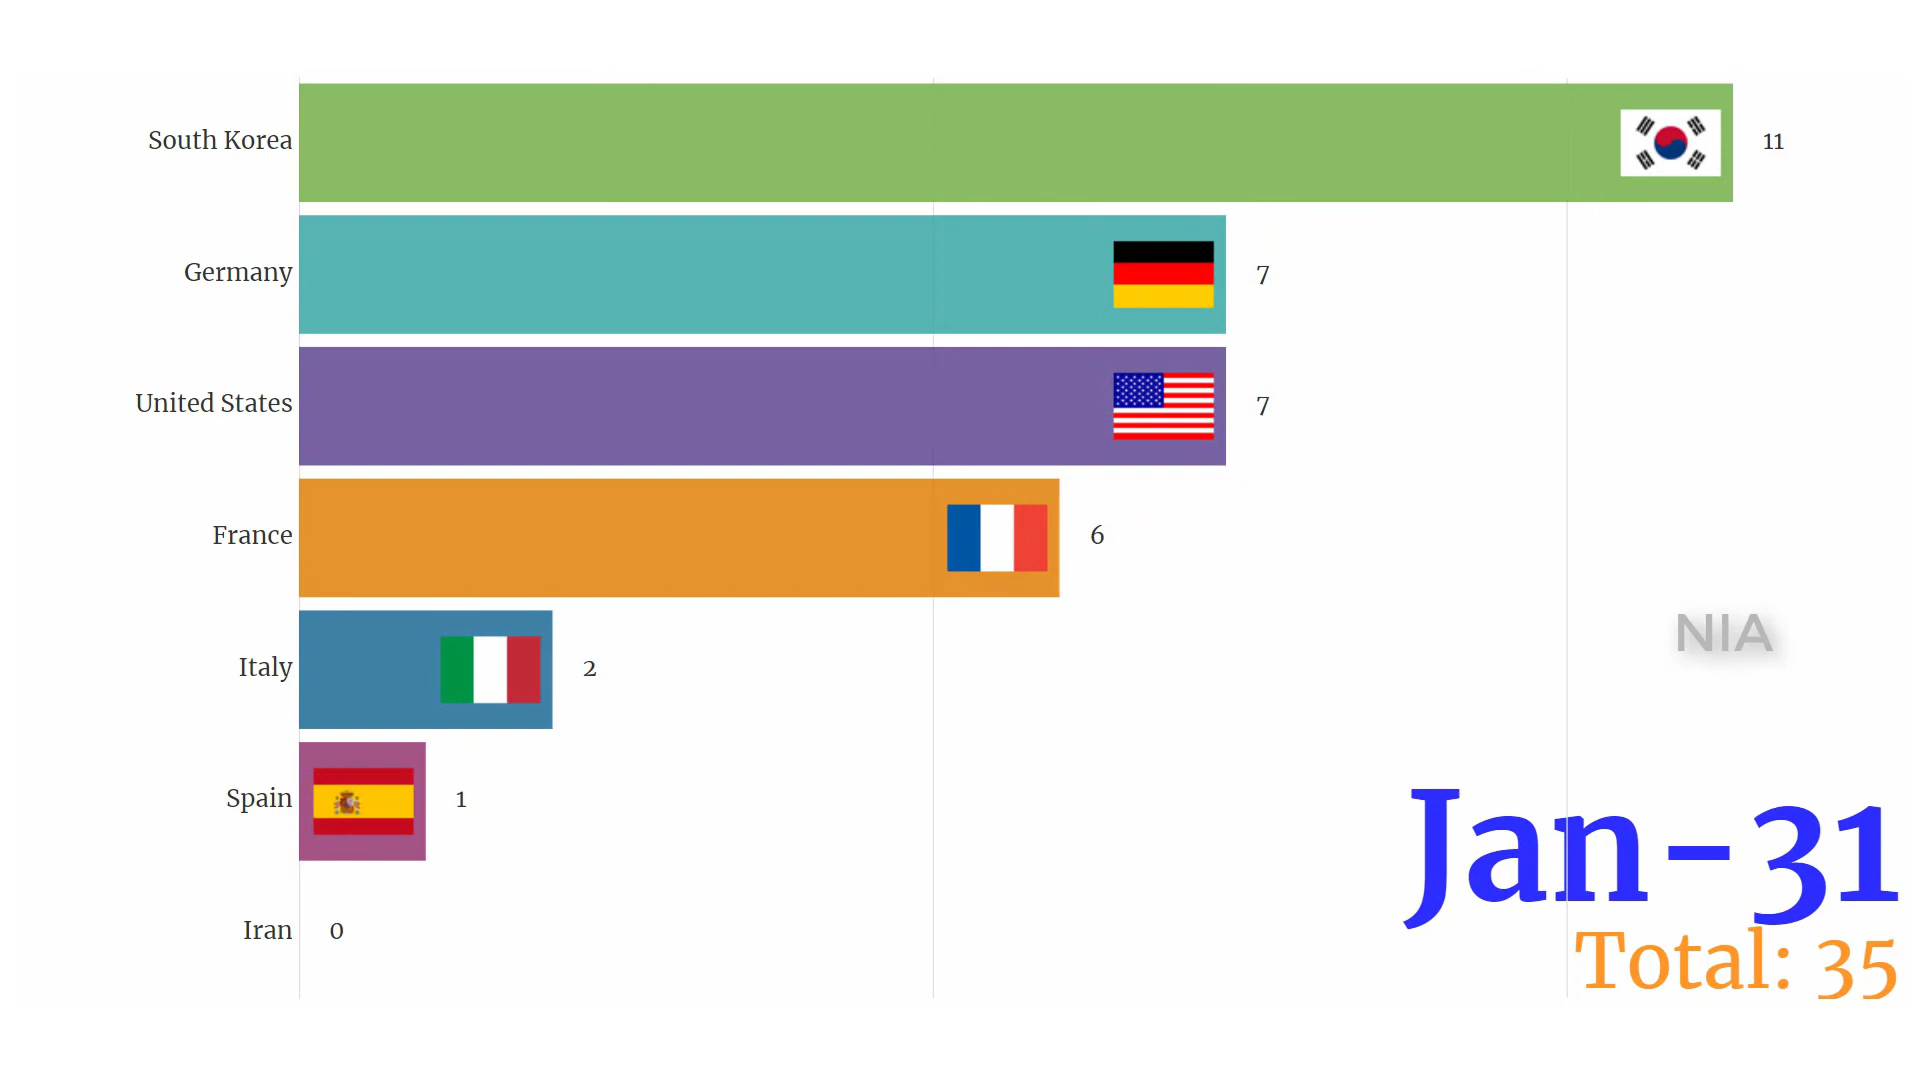 South Korea 11
Germany 7
United States 7
France 6
Italy 2
NIA
Spain 1
Jan-31
Iran 0
Total: 35